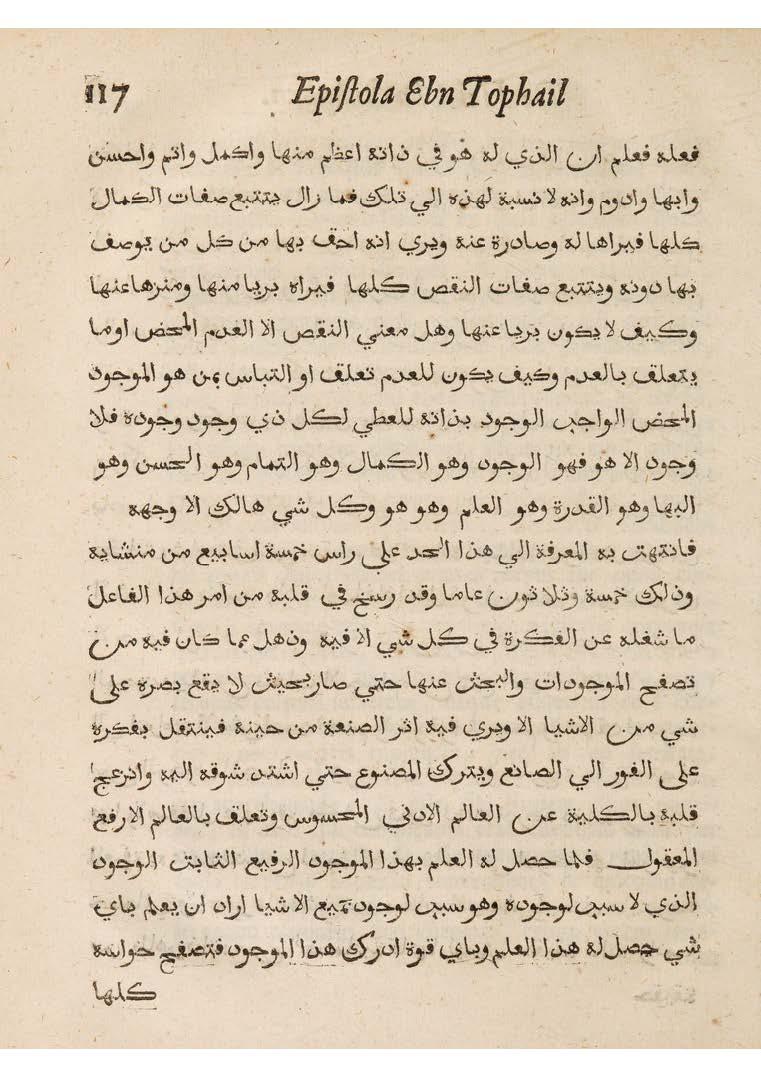 117 Epistola Ebn Tophail
فعله فعلم ان الذي له هو في ذاته اعظم منها واكمل واتم واحسن
وابها وادوم وانه لا نسبة لهذه الي تلك فما زال يتتبع صفات الكمال
كلها فيراها له وصادرة عنه ويري انه احق بها من كل من يوصف
بها دونه ويتتبع صفات النقص كلها فيراه بريا منها ومنزها عنها
وكيف لا يكون بريا عنها وهل معني النقص الا العدم المحض او ما
يتعلق بالعدم وكيف يكون للعدم تعلق او التباس بمن هو الموجود
المحض الواجب الوجود بذاته للعطي لكل ذي وجود وجوده فلا
وجود الا هو فهو الوجود وهو الكمال وهو التمام وهو الحسن وهو
البها وهو القدرة وهو العلم وهو هو وكل شي هالك الا وجهه
فانتهت به المعرفة الي هذا الحد علي راس خمسة اسابيع من منشايه
وذلك خمسة وثلاثون عاما وقد رسخ في قلبه من امر هذا الفاعل
ما شغله عن الفكرة في كل شي الا فيه وذهل عما كان فيه من
تصفح الموجودات والبحث عنها حتي صار بحيث لا يقع بصره علي
شي من الاشيا الا ويري فيه اثر الصنعة من حينه فينتقل بفكره
علي الفور الي الصانع ويترك المصنوع حتي اشتد شوقه اليه وانزعج
قلبه بالكلية عن العالم الادني المحسوس وتعلق بالعالم الارفع
المعقول فلما حصل له العلم بهذا الموجود الرفيع الثابت الوجود
الذي لا سبب لوجوده وهو سبب لوجود جميع الاشيا اراد ان يعلم باي
شي حصل له هذا العلم وباي قوة ادرك هذا الموجود فتصفح حواسه
كلها